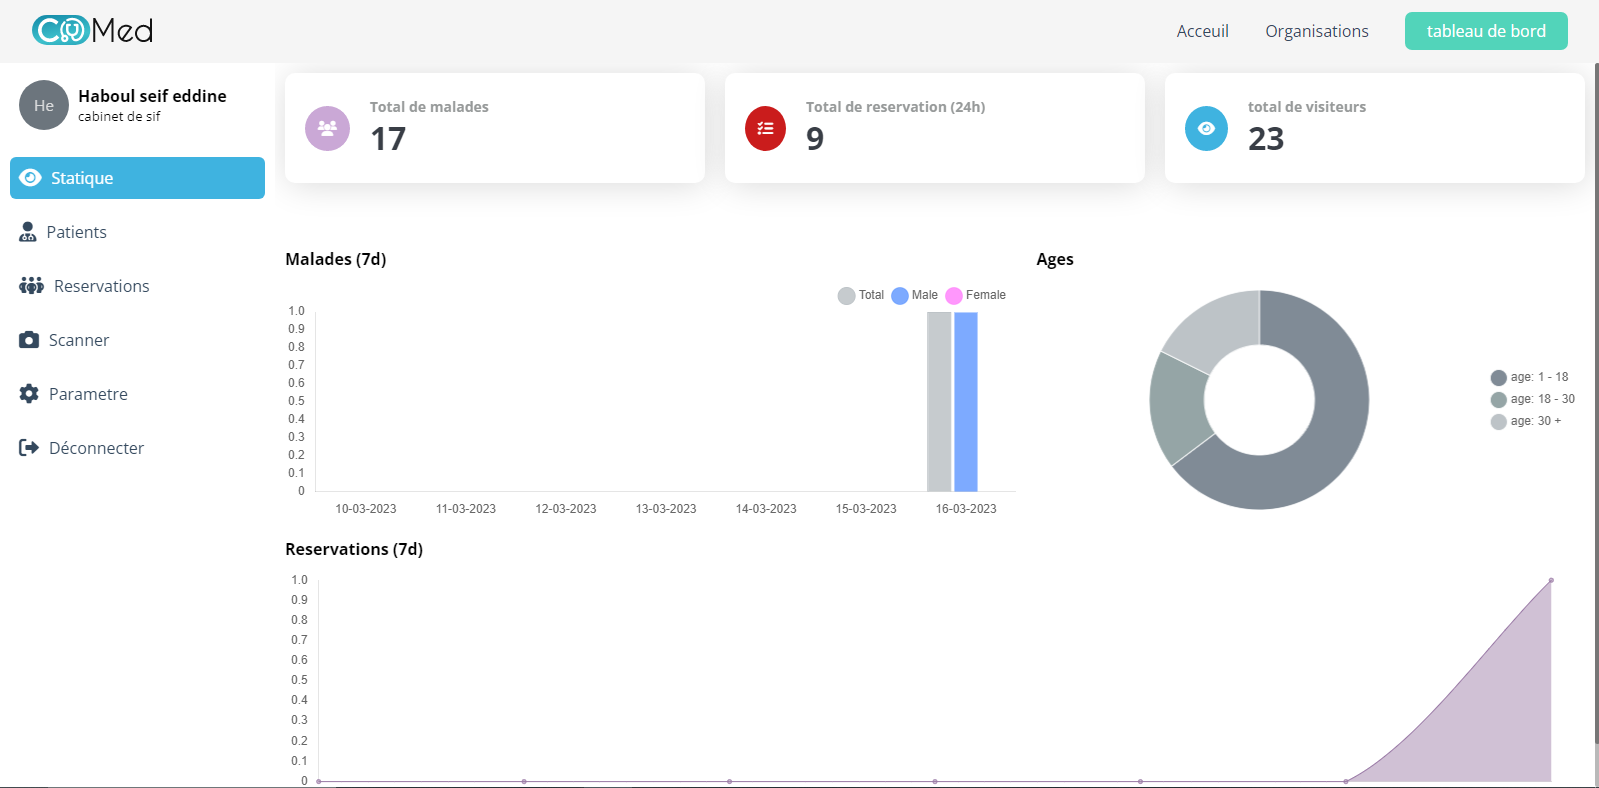 COMed
Acceuil
Organisations
tableau de bord
He
Haboul seif eddine
cabinet de sif
Statique
Patients
Reservations
Scanner
Parametre
Déconnecter
Total de malades
17
Total de reservation (24h)
9
total de visiteurs
23
Malades (7d)
Total Male Female
1.0
0.9
0.8
0.7
0.6
0.5
0.4
0.3
0.2
0.1
0
10-03-2023 11-03-2023 12-03-2023 13-03-2023 14-03-2023 15-03-2023 16-03-2023
Ages
age: 1 - 18
age: 18 - 30
age: 30 +
Reservations (7d)
1.0
0.9
0.8
0.7
0.6
0.5
0.4
0.3
0.2
0.1
0